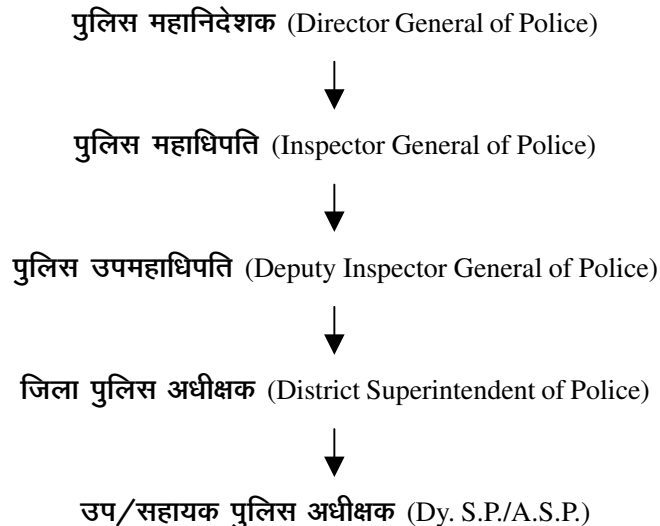 पुलिस महानिदेशक (Director General of Police)
पुलिस महाधिपति (Inspector General of Police)
पुलिस उपमहाधिपति (Deputy Inspector General of Police)
जिला पुलिस अधीक्षक (District Superintendent of Police)
उप/सहायक पुलिस अधीक्षक (Dy. S.P./A.S.P.)